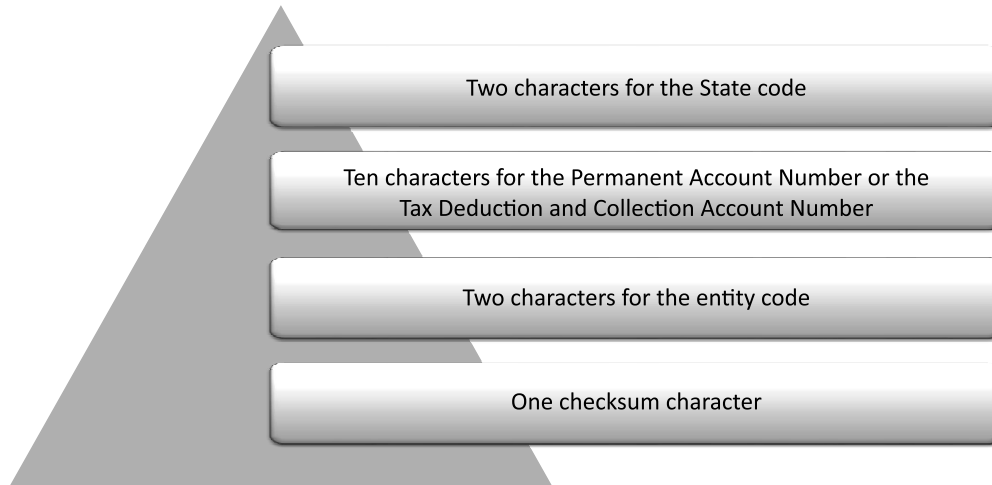 Two characters for the State code
Ten characters for the Permanent Account Number or the
Tax Deduction and Collection Account Number
Two characters for the entity code
One checksum character